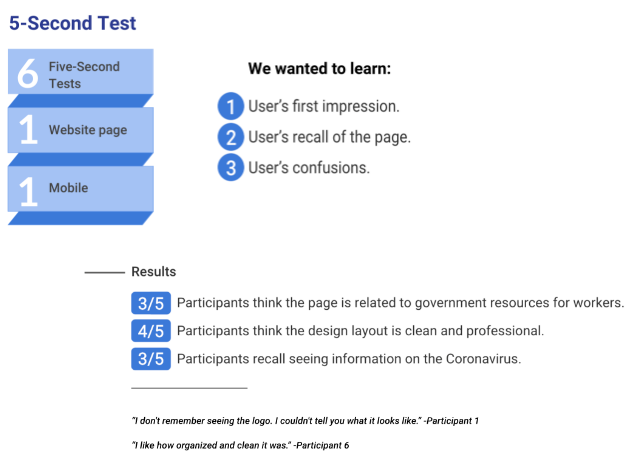 5-Second Test
6 Five-Second
Tests
1 Website page
1 Mobile
We wanted to learn:
1 User's first impression.
2 User's recall of the page.
3 User's confusions.
Results
3/5 Participants think the page is related to government resources for workers.
4/5 Participants think the design layout is clean and professional.
3/5 Participants recall seeing information on the Coronavirus.
"I don't remember seeing the logo. I couldn't tell you what it looks like." -Participant 1
"I like how organized and clean it was." -Participant 6